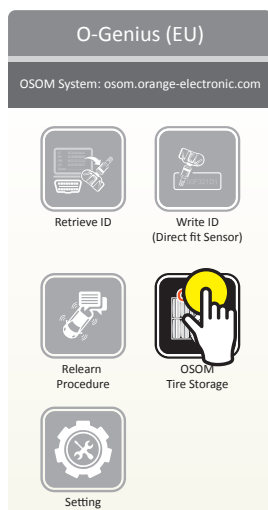 O-Genius (EU)
OSOM System: osom.orange-electronic.com
Retrieve ID
Write ID
(Direct fit Sensor)
Relearn
Procedure
OSOM
Tire Storage
Setting